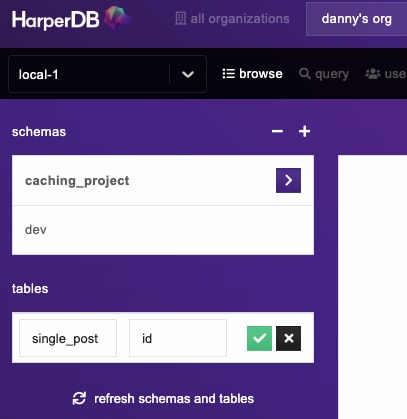 HarperDB
all organizations
danny's org
local-1
browse
query
use
schemas
caching_project
dev
tables
single_post
id
refresh schemas and tables